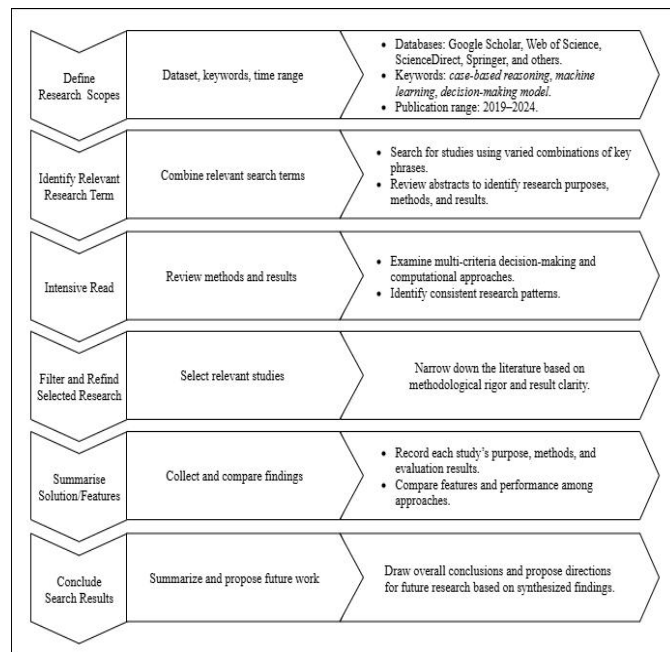 Define
Research Scopes
Dataset, keywords, time range
• Databases: Google Scholar, Web of Science,
ScienceDirect, Springer, and others.
• Keywords: case-based reasoning, machine
learning, decision-making model.
• Publication range: 2019–2024.
Identify Relevant
Research Term
Combine relevant search terms
• Search for studies using varied combinations of key
phrases.
• Review abstracts to identify research purposes,
methods, and results.
Intensive Read
Review methods and results
• Examine multi-criteria decision-making and
computational approaches.
• Identify consistent research patterns.
Filter and Refind
Selected Research
Select relevant studies
Narrow down the literature based on
methodological rigor and result clarity.
Summarise
Solution/Features
Collect and compare findings
• Record each study's purpose, methods, and
evaluation results.
• Compare features and performance among
approaches.
Conclude
Search Results
Summarize and propose future work
Draw overall conclusions and propose directions
for future research based on synthesized findings.